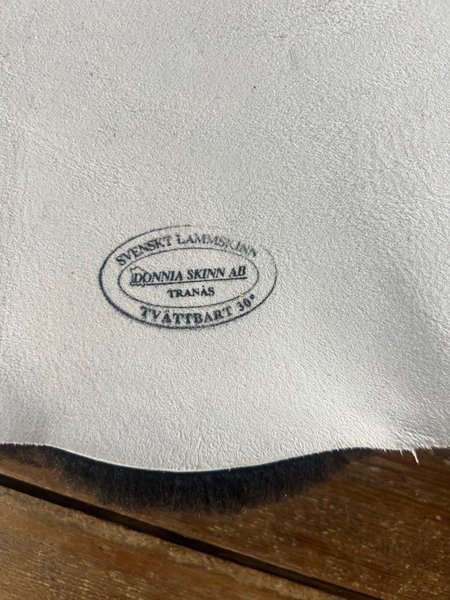 SVENSKT LAMMSKINN
DONNIA SKINN AB
TRANÅS
TVÄTTBART 30°